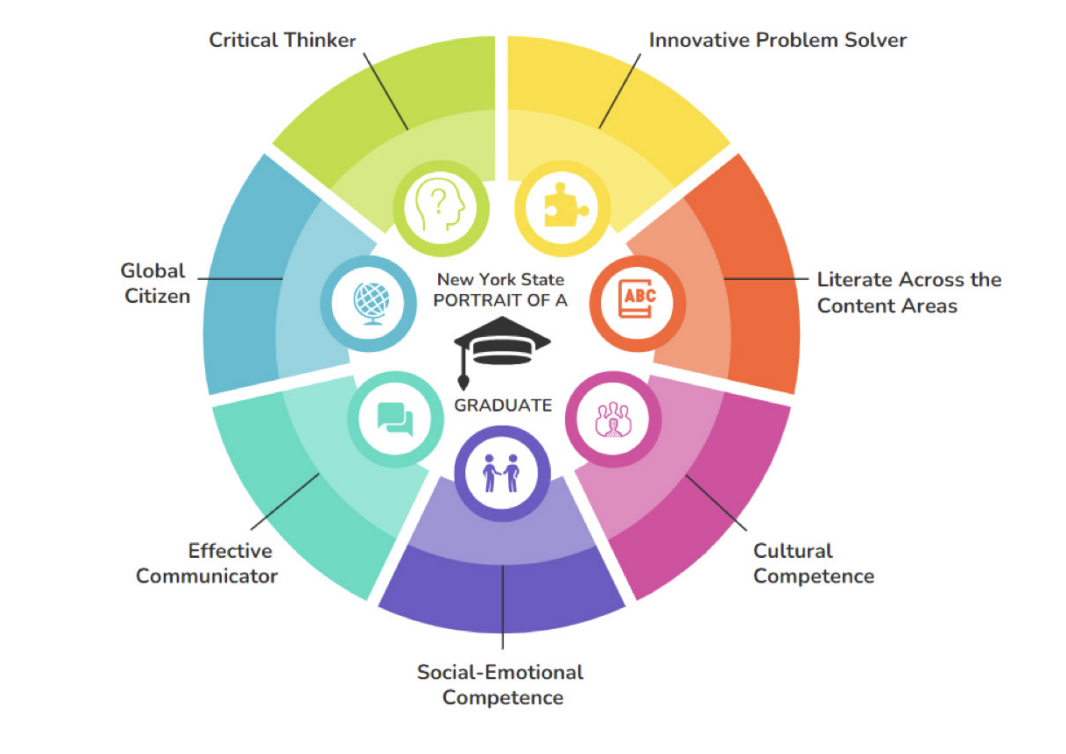 Critical Thinker
Innovative Problem Solver
Global
Citizen
?
New York State
PORTRAIT OF A
GRADUATE
ABC
Literate Across the
Content Areas
Effective
Communicator
Cultural
Competence
Social-Emotional
Competence